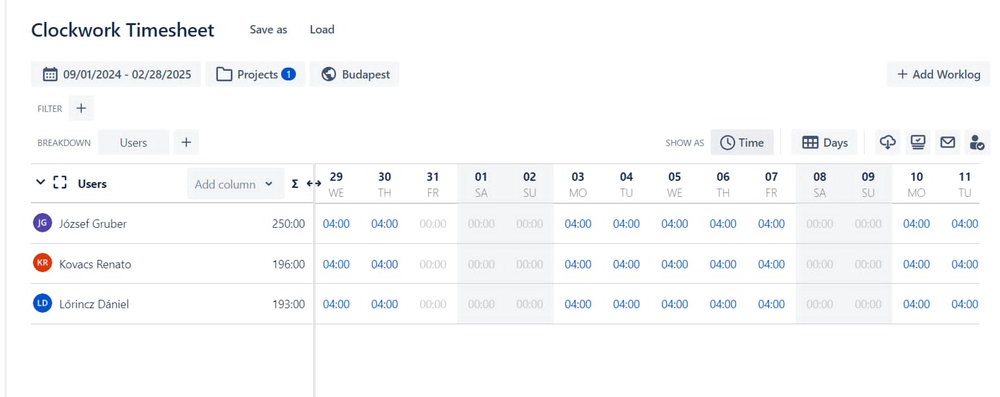 Clockwork Timesheet Save as Load
09/01/2024 - 02/28/2025 Projects 1 Budapest + Add Worklog
FILTER +
BREAKDOWN Users + SHOW AS Time Days
Users Add column Σ 29 30 31 01 02 03 04 05 06 07 08 09 10 11
WE TH FR SA SU MO TU WE TH FR SA SU MO TU
JG József Gruber 250:00 04:00 04:00 00:00 00:00 00:00 04:00 04:00 04:00 04:00 04:00 00:00 00:00 04:00 04:00
KR Kovacs Renato 196:00 04:00 04:00 00:00 00:00 00:00 04:00 04:00 04:00 04:00 04:00 00:00 00:00 04:00 04:00
LD Lőrincz Dániel 193:00 04:00 04:00 00:00 00:00 00:00 04:00 04:00 04:00 04:00 04:00 00:00 00:00 04:00 04:00